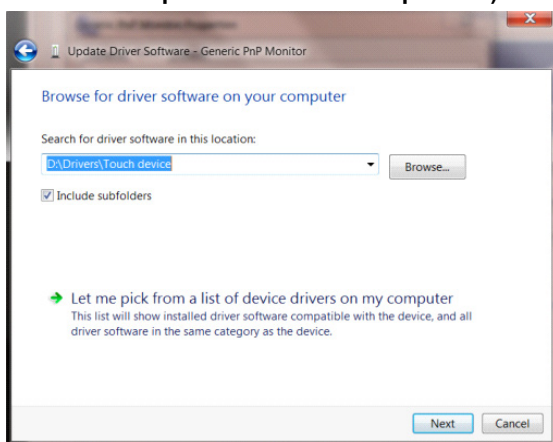 Update Driver Software - Generic PnP Monitor
Browse for driver software on your computer
Search for driver software in this location:
D:\Drivers\Touch device
Browse...
Include subfolders
Let me pick from a list of device drivers on my computer
This list will show installed driver software compatible with the device, and all
driver software in the same category as the device.
Next
Cancel